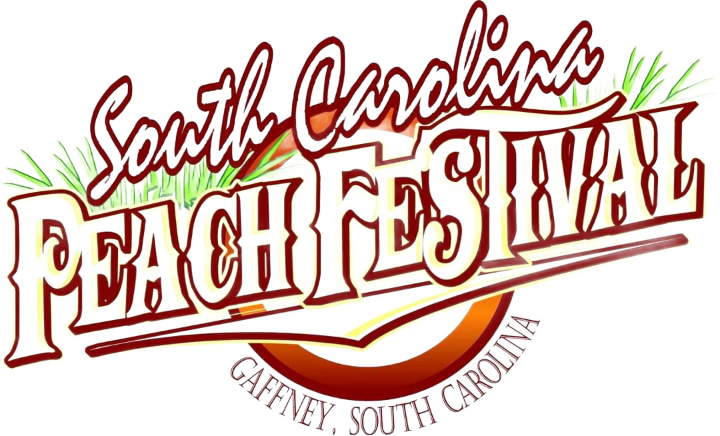 South Carolina
PEACH FESTIVAL
GAFFNEY, SOUTH CAROLINA